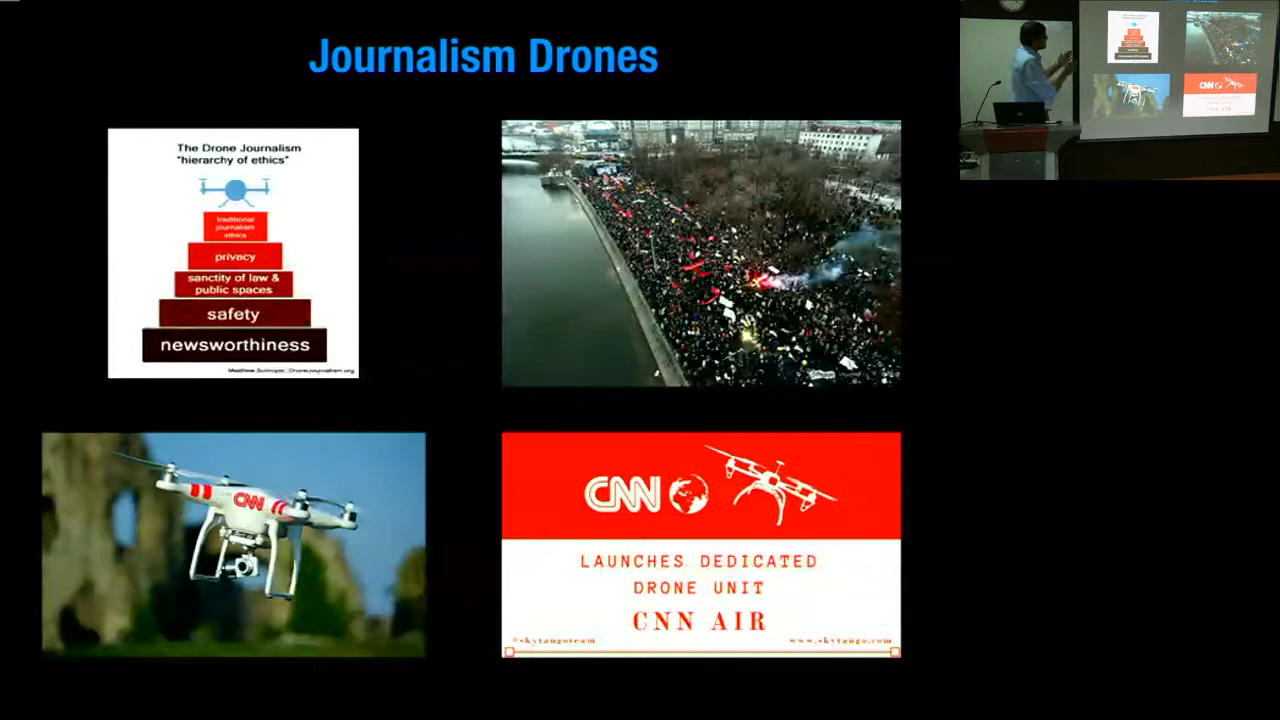 Journalism Drones
The Drone Journalism
"hierarchy of ethics"
traditional
journalism
ethics
privacy
sanctity of law &
public spaces
safety
newsworthiness
CNN
CNN
LAUNCHES DEDICATED
DRONE UNIT
CNN AIR
@skytangoteam
www.skytango.com